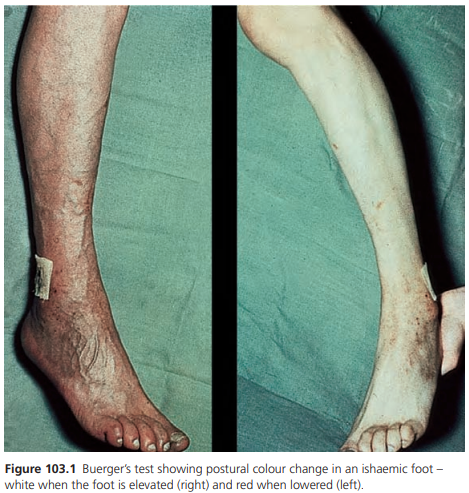 Figure 103.1 Buerger’s test showing postural colour change in an ishaemic foot –
white when the foot is elevated (right) and red when lowered (left).